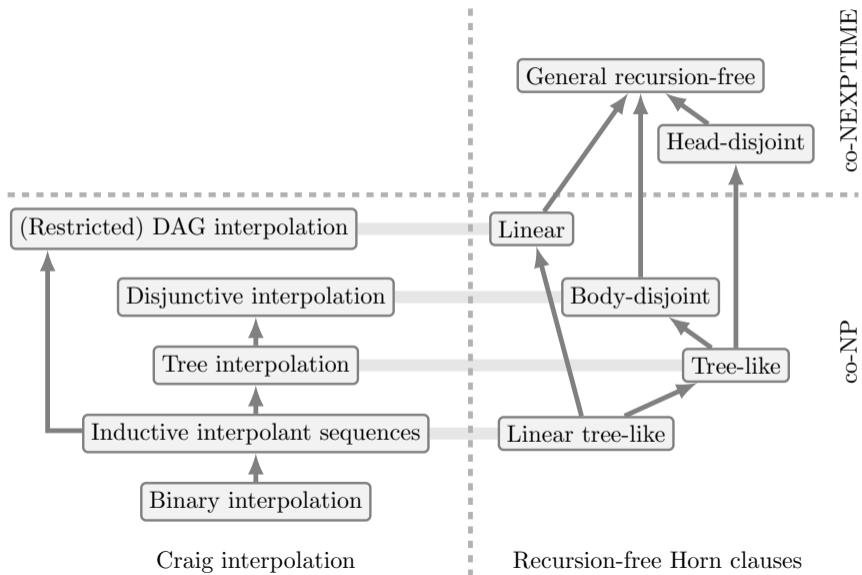 General recursion-free
co-NEXPTIME
Head-disjoint
(Restricted) DAG interpolation
Linear
Disjunctive interpolation
Body-disjoint
co-NP
Tree interpolation
Tree-like
Inductive interpolant sequences
Linear tree-like
Binary interpolation
Craig interpolation
Recursion-free Horn clauses